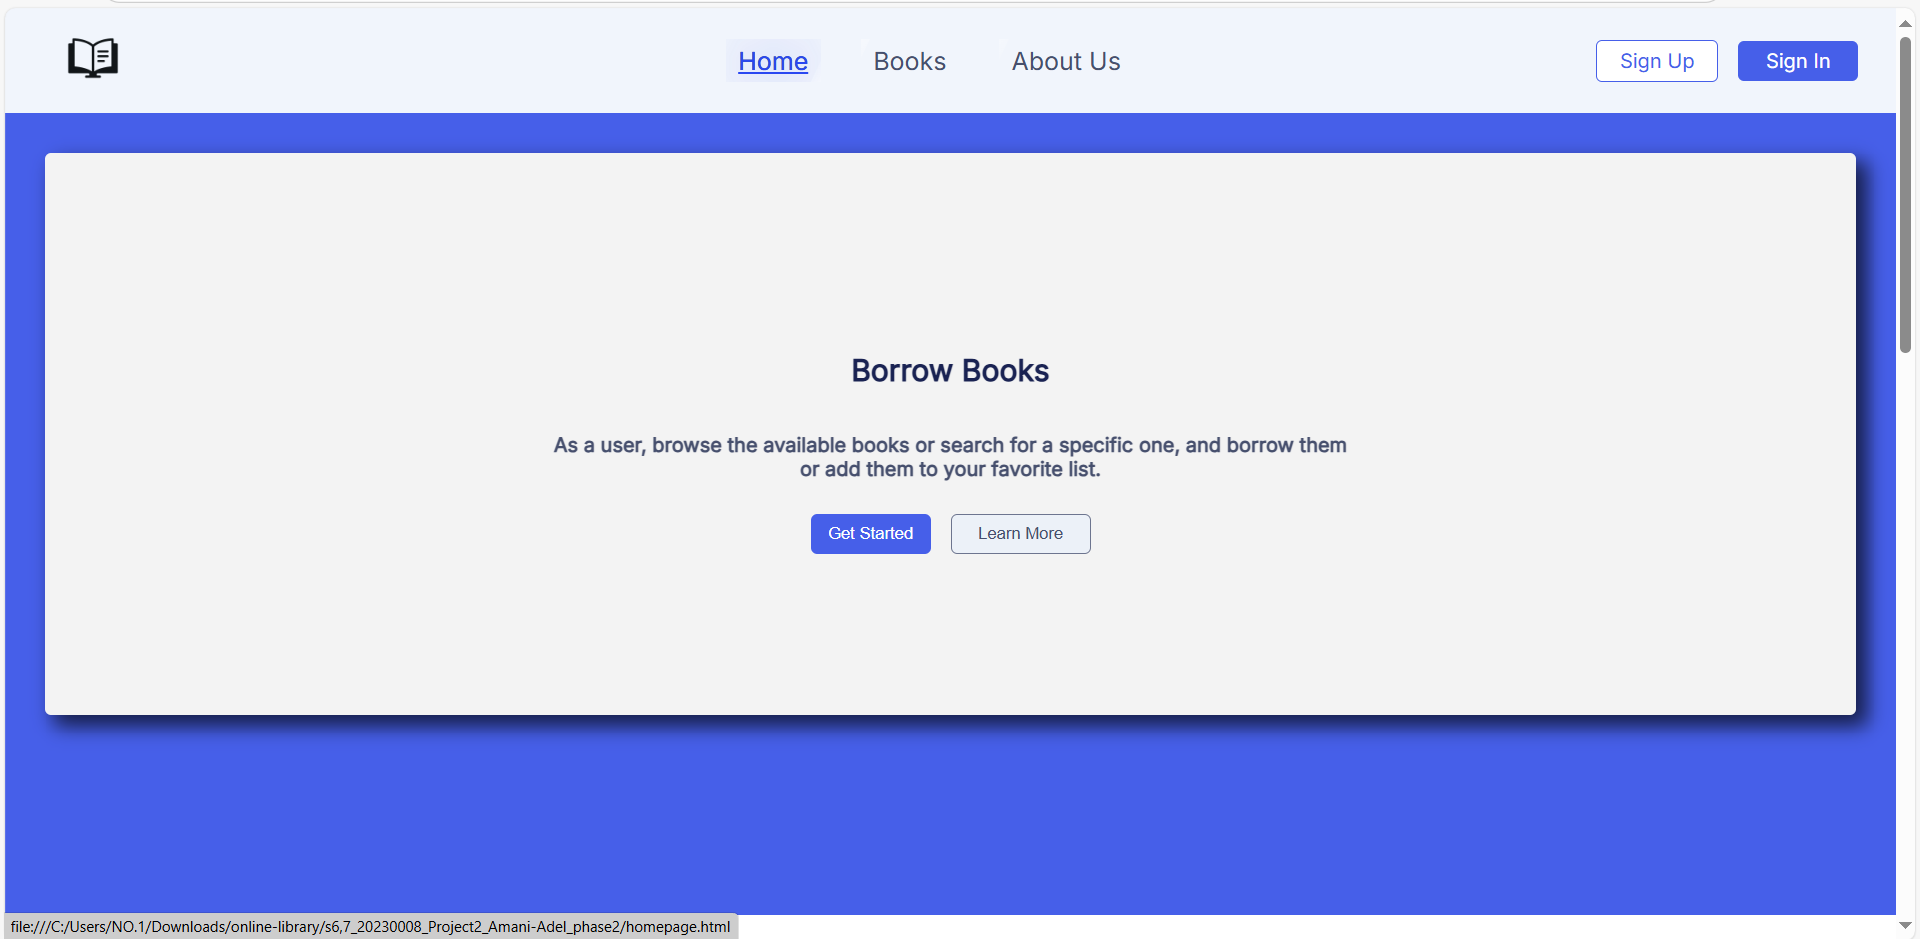 Home
Books
About Us
Sign Up
Sign In
Borrow Books
As a user, browse the available books or search for a specific one, and borrow them
or add them to your favorite list.
Get Started
Learn More
file:///C:/Users/NO.1/Downloads/online-library/s6,7_20230008_Project2_Amani-Adel_phase2/homepage.html